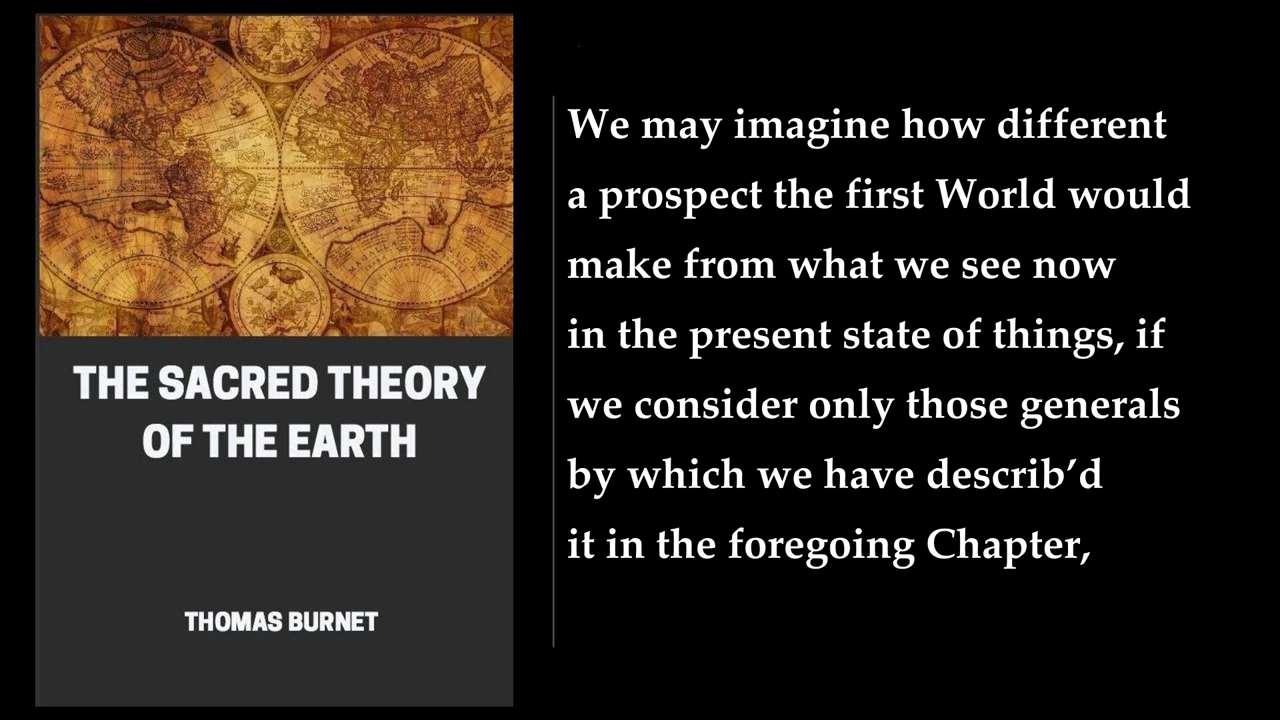 THE SACRED THEORY
OF THE EARTH
THOMAS BURNET
We may imagine how different
a prospect the first World would
make from what we see now
in the present state of things, if
we consider only those generals
by which we have describ’d
it in the foregoing Chapter,